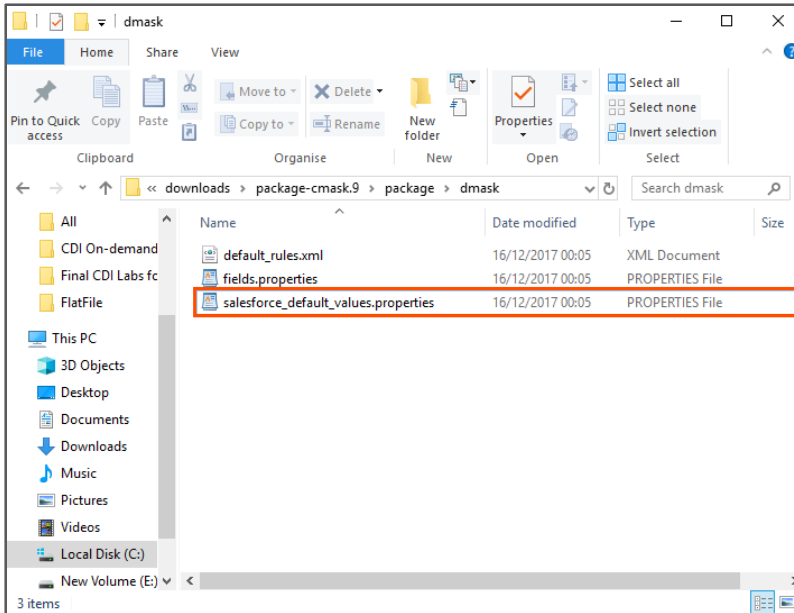 dmask
File Home Share View
Pin to Quick access
Copy
Paste
Move to
Copy to
Delete
Rename
New folder
Properties
Select all
Select none
Invert selection
Clipboard Organise New Open Select
« downloads > package-cmask.9 > package > dmask
Search dmask
Name Date modified Type Size
default_rules.xml 16/12/2017 00:05 XML Document
fields.properties 16/12/2017 00:05 PROPERTIES File
salesforce_default_values.properties 16/12/2017 00:05 PROPERTIES File
All
CDI On-demand
Final CDI Labs fc
FlatFile
This PC
3D Objects
Desktop
Documents
Downloads
Music
Pictures
Videos
Local Disk (C:)
New Volume (E:)
3 items